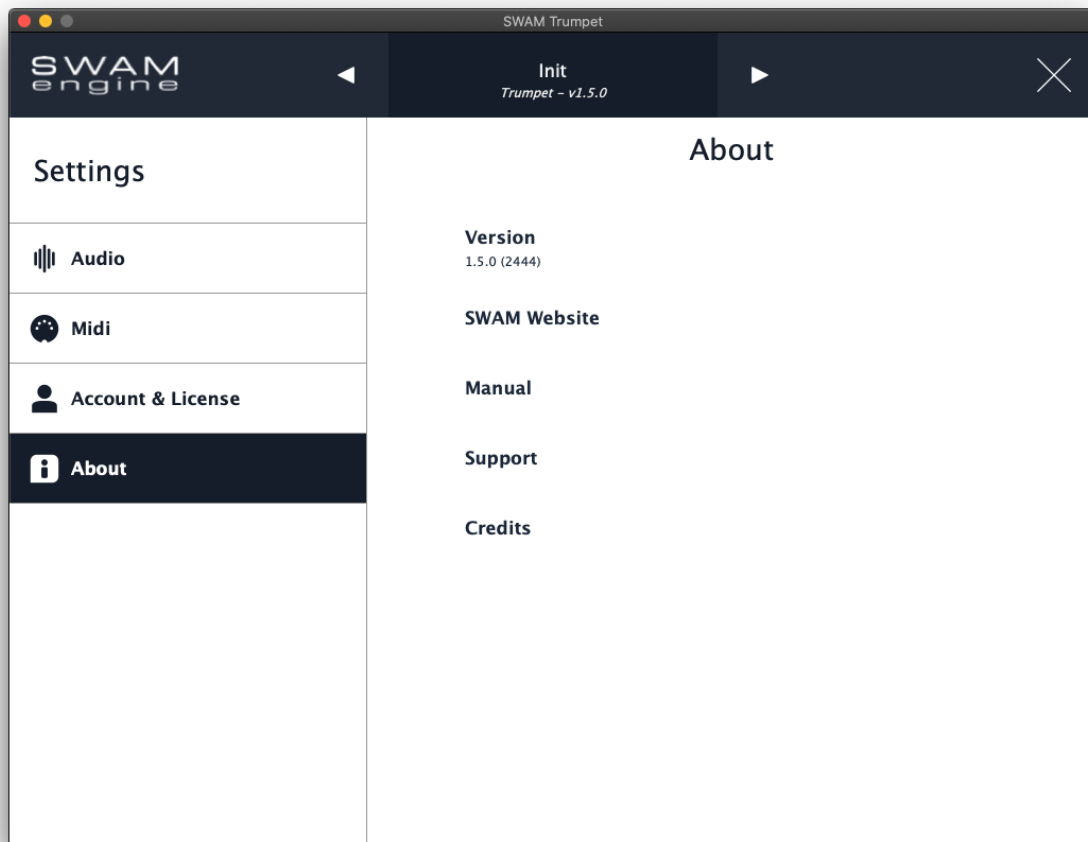 SWAM Trumpet
SWAM
engine
◀
Init
Trumpet – v1.5.0
▶
Settings
Audio
Midi
Account & License
About
About
Version
1.5.0 (2444)
SWAM Website
Manual
Support
Credits